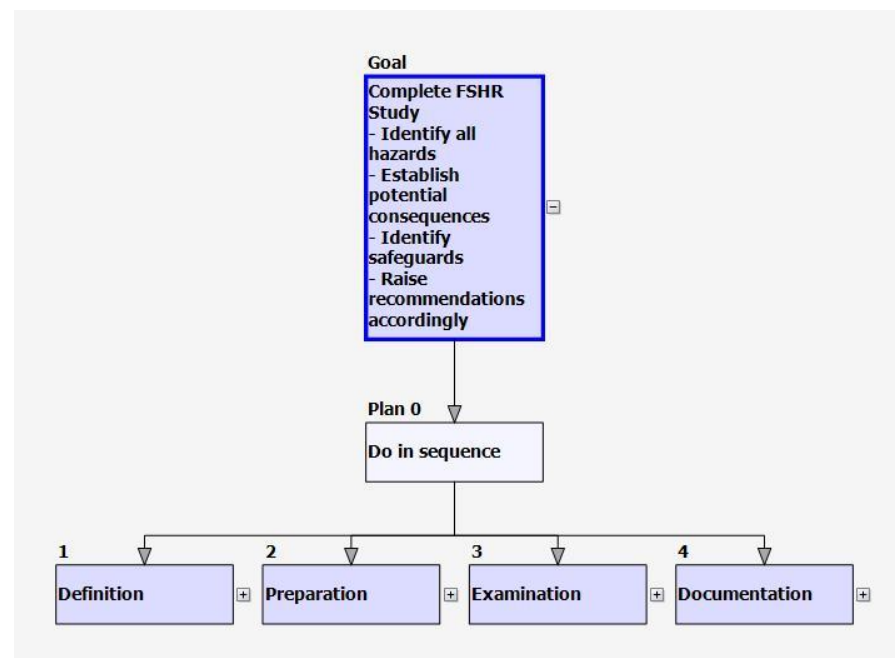 Goal
Complete FSHR
Study
- Identify all
hazards
- Establish
potential
consequences
- Identify
safeguards
- Raise
recommendations
accordingly
Plan 0
Do in sequence
1
Definition
2
Preparation
3
Examination
4
Documentation